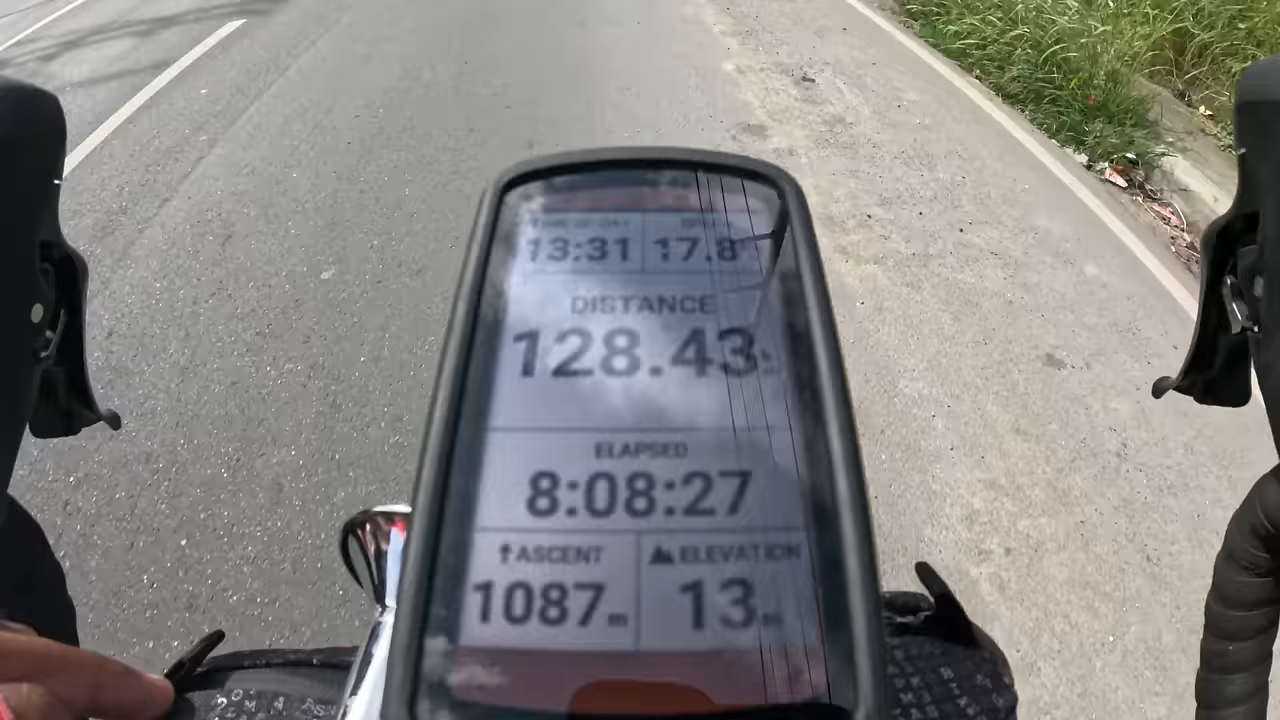 13:31 17.8
DISTANCE
128.43
ELAPSED
8:08:27
ASCENT ELEVATION
1087m 13m